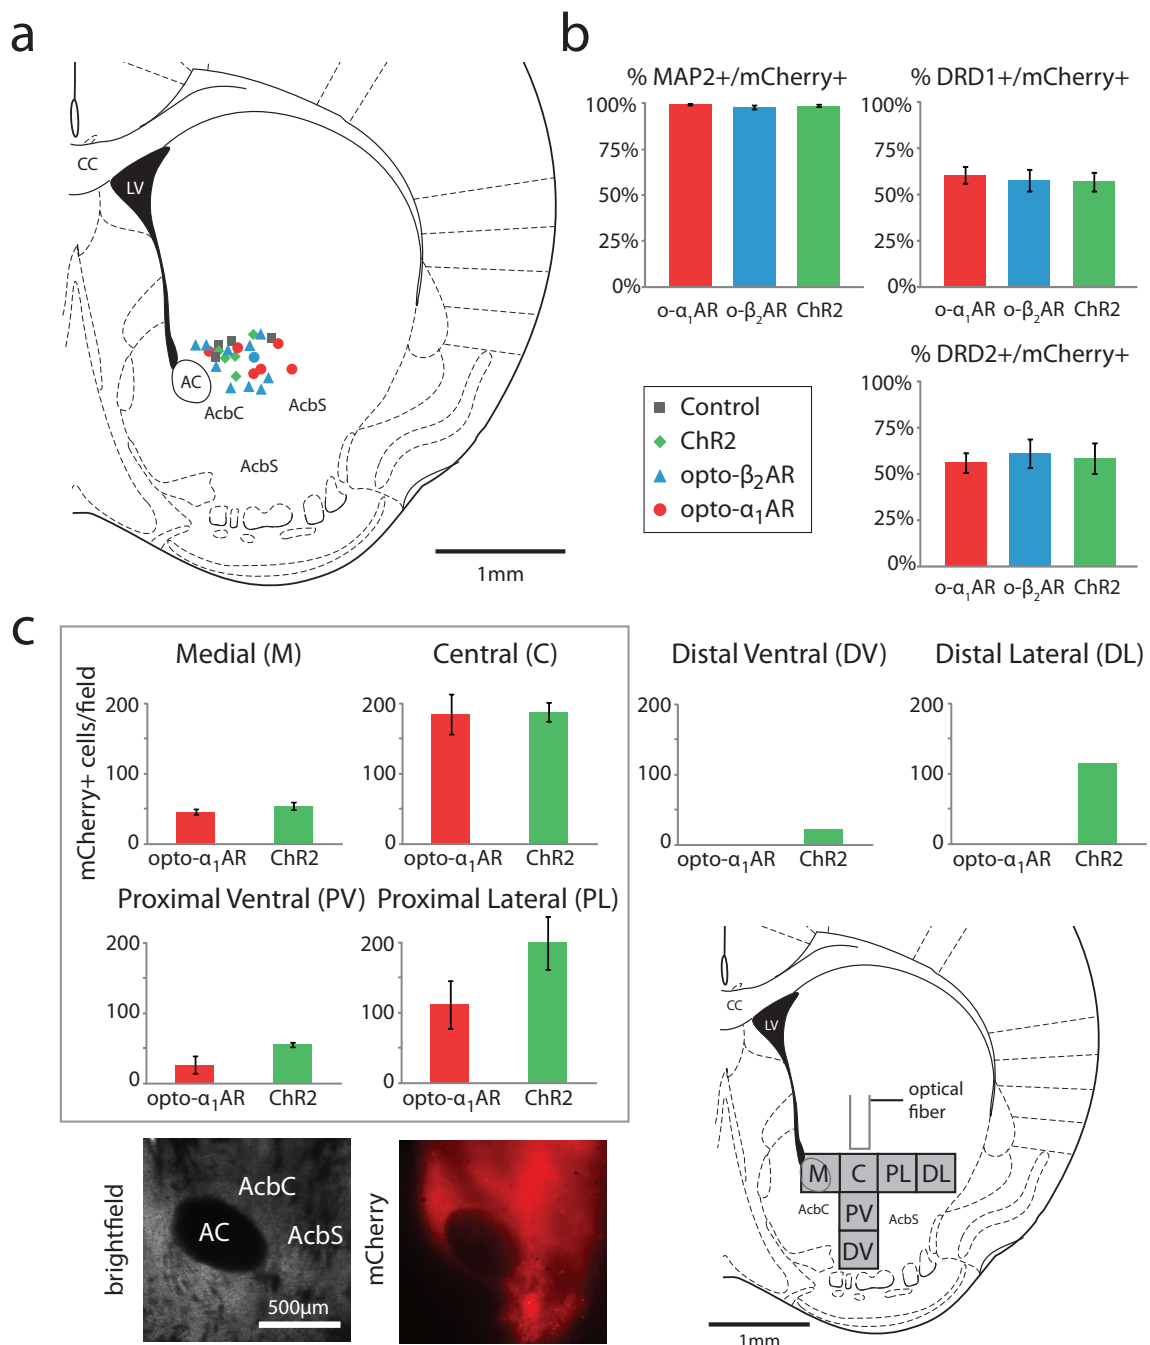 a
CC
LV
AC
AcbC
AcbS
AcbS
1mm
b
% MAP2+/mCherry+
100%
75%
50%
25%
0%
o-α₁AR o-β₂AR ChR2
% DRD1+/mCherry+
100%
75%
50%
25%
0%
o-α₁AR o-β₂AR ChR2
Control
ChR2
opto-β₂AR
opto-α₁AR
% DRD2+/mCherry+
100%
75%
50%
25%
0%
o-α₁AR o-β₂AR ChR2
c
mCherry+ cells/field
Medial (M)
200
100
0
opto-α₁AR ChR2
Central (C)
200
100
0
opto-α₁AR ChR2
Distal Ventral (DV)
200
100
0
opto-α₁AR ChR2
Distal Lateral (DL)
200
100
0
opto-α₁AR ChR2
Proximal Ventral (PV)
200
100
0
opto-α₁AR ChR2
Proximal Lateral (PL)
200
100
0
opto-α₁AR ChR2
brightfield
AcbC
AC
AcbS
500μm
mCherry
CC
LV
optical
fiber
M C PL DL
AcbC
PV
AcbS
DV
1mm